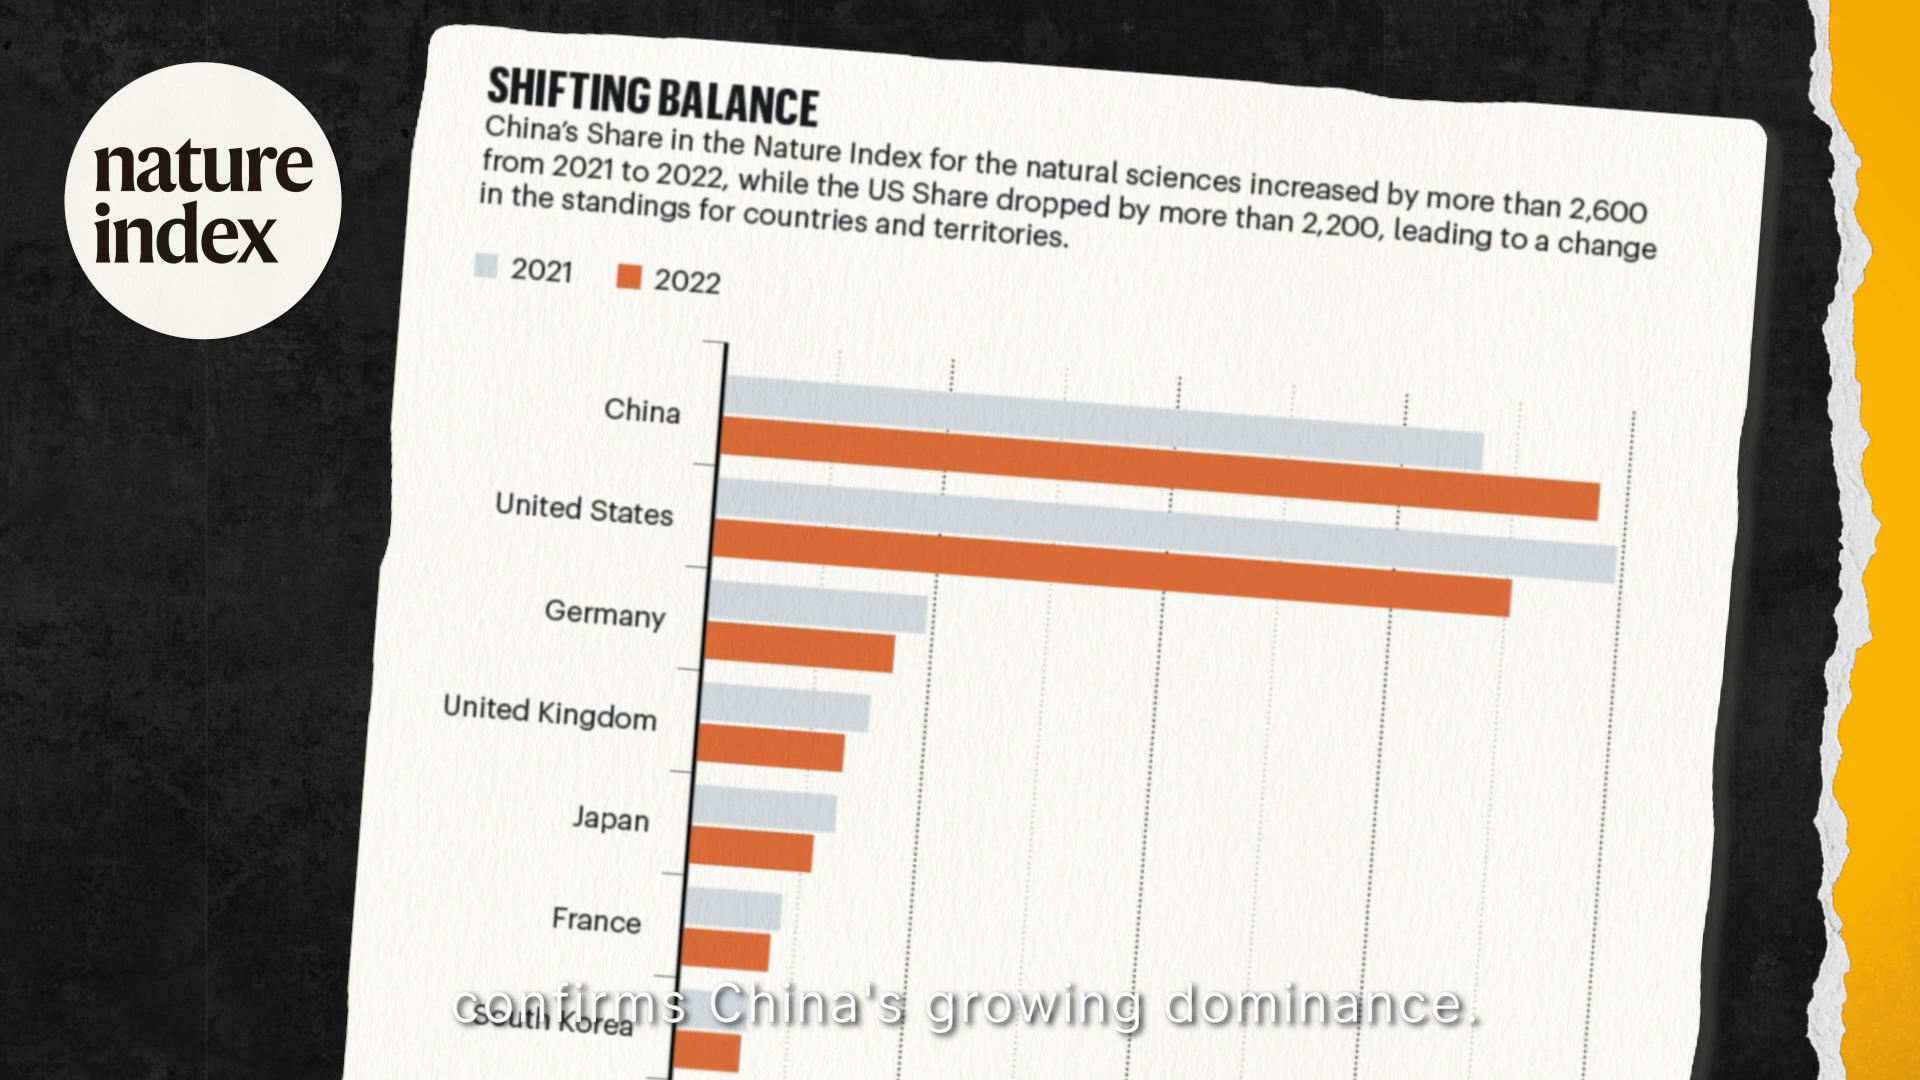 nature
index
SHIFTING BALANCE
China's Share in the Nature Index for the natural sciences increased by more than 2,600
from 2021 to 2022, while the US Share dropped by more than 2,200, leading to a change
in the standings for countries and territories.
2021 2022
China
United States
Germany
United Kingdom
Japan
France
South Korea
confirms China's growing dominance.